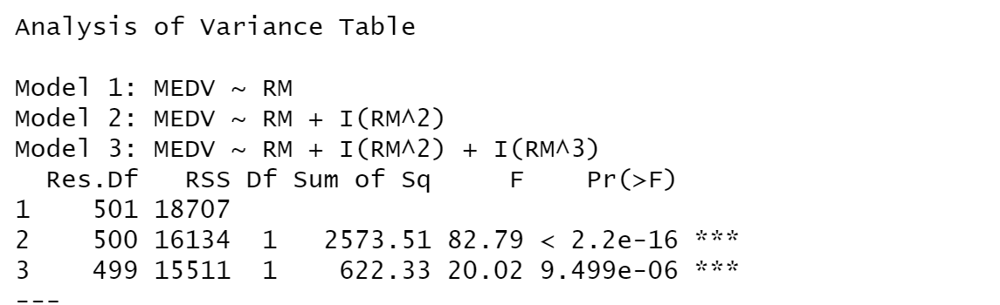 Analysis of Variance Table
Model 1: MEDV ~ RM
Model 2: MEDV ~ RM + I(RM^2)
Model 3: MEDV ~ RM + I(RM^2) + I(RM^3)
  Res.Df   RSS Df Sum of Sq     F    Pr(>F)
1    501 18707
2    500 16134  1   2573.51 82.79 < 2.2e-16 ***
3    499 15511  1    622.33 20.02 9.499e-06 ***
---